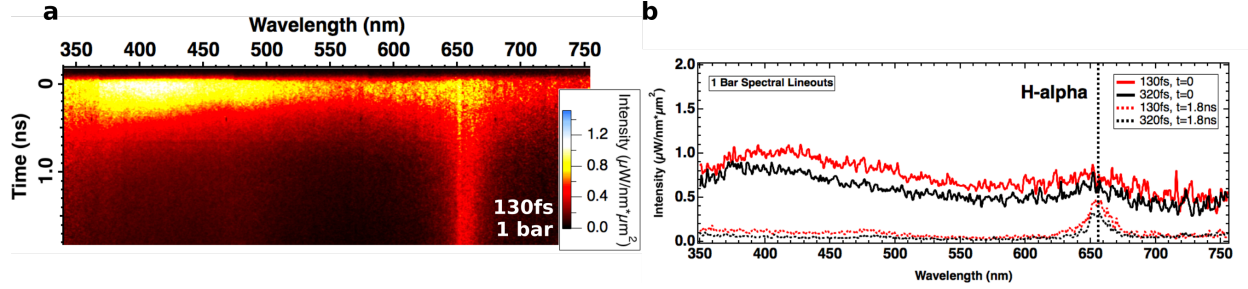 a
Wavelength (nm)
350 400 450 500 550 600 650 700 750
0
1.0
Time (ns)
Intensity (µW/nm*µm²)
1.2
0.8
0.4
0.0
130fs
1 bar
b
2.0
1.5
1.0
0.5
0.0
Intensity (µW/nm*µm²)
1 Bar Spectral Lineouts
H-alpha
130fs, t=0
320fs, t=0
130fs, t=1.8ns
320fs, t=1.8ns
350 400 450 500 550 600 650 700 750
Wavelength (nm)